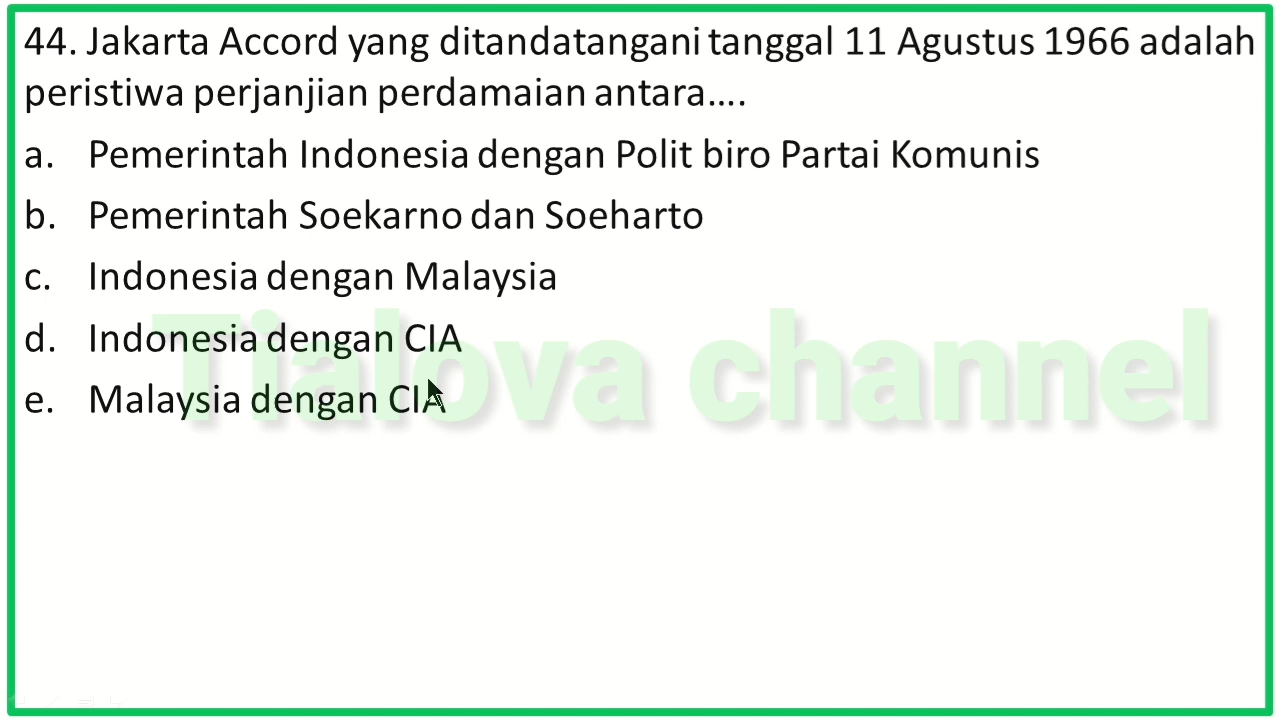 44. Jakarta Accord yang ditandatangani tanggal 11 Agustus 1966 adalah
peristiwa perjanjian perdamaian antara....
a. Pemerintah Indonesia dengan Polit biro Partai Komunis
b. Pemerintah Soekarno dan Soeharto
c. Indonesia dengan Malaysia
d. Indonesia dengan CIA
e. Malaysia dengan CIA
Tialova channel